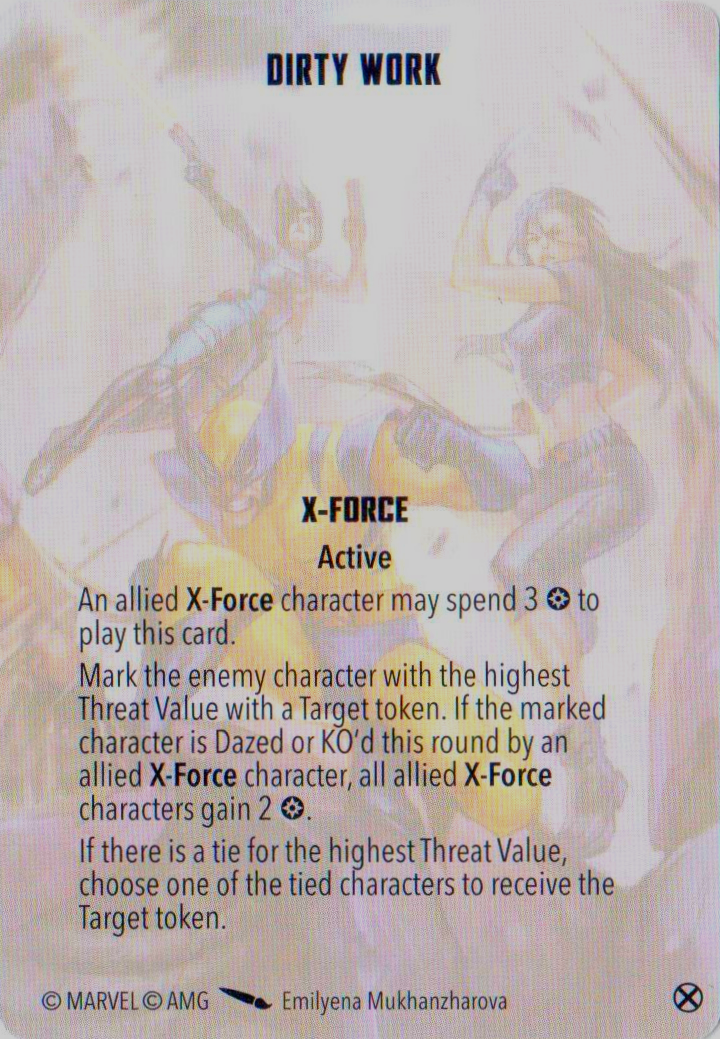 DIRTY WORK
X-FORCE
Active
An allied X-Force character may spend 3 to
play this card.
Mark the enemy character with the highest
Threat Value with a Target token. If the marked
character is Dazed or KO'd this round by an
allied X-Force character, all allied X-Force
characters gain 2 .
If there is a tie for the highest Threat Value,
choose one of the tied characters to receive the
Target token.
© MARVEL © AMG Emilyena Mukhanzharova